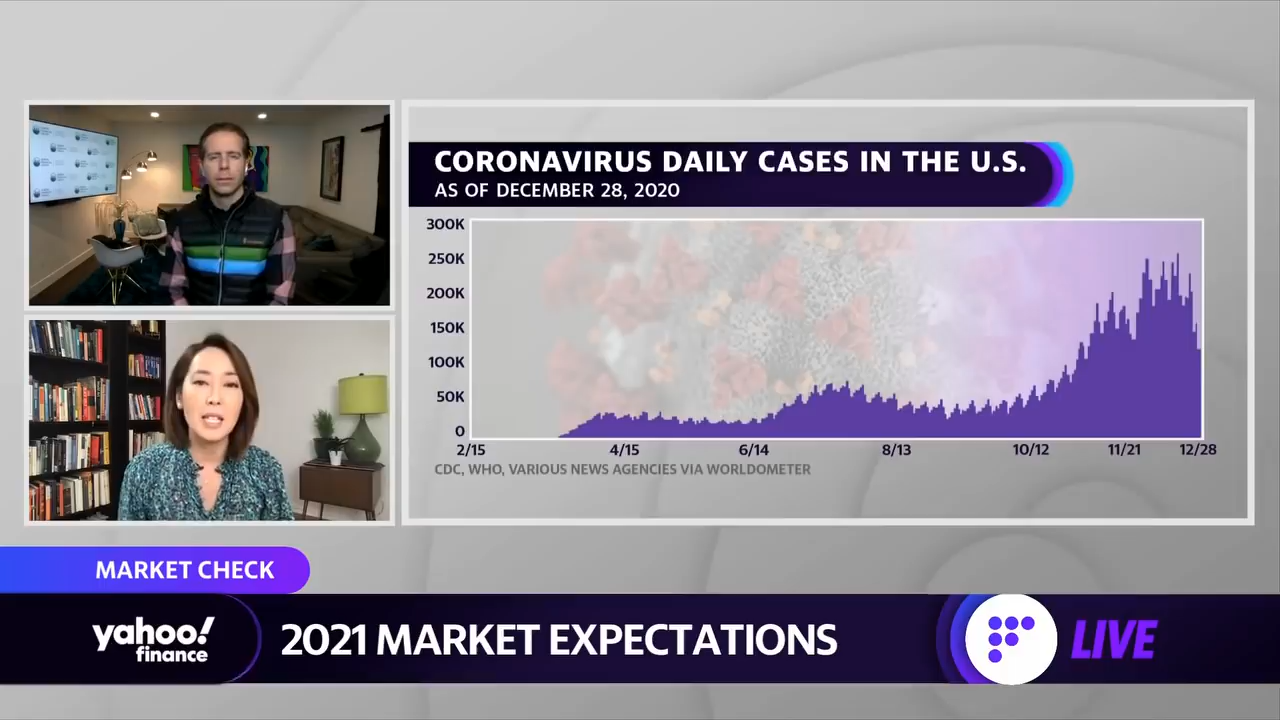 CORONAVIRUS DAILY CASES IN THE U.S.
AS OF DECEMBER 28, 2020
300K
250K
200K
150K
100K
50K
0
2/15 4/15 6/14 8/13 10/12 11/21 12/28
CDC, WHO, VARIOUS NEWS AGENCIES VIA WORLDOMETER
MARKET CHECK
yahoo!
finance
2021 MARKET EXPECTATIONS
LIVE